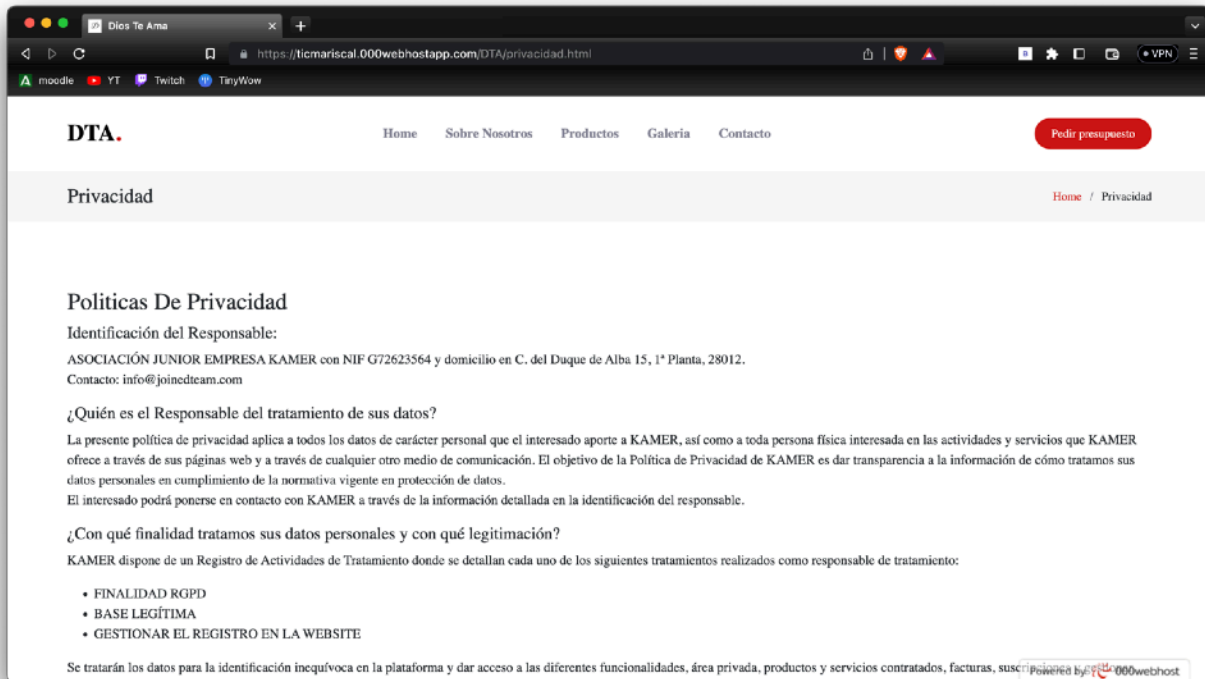 Dios Te Ama
https://ticmariscal.000webhostapp.com/DTA/privacidad.html
VPN
moodle YT Twitch TinyWow
DTA.
Home Sobre Nosotros Productos Galeria Contacto
Pedir presupuesto
Privacidad
Home / Privacidad
Politicas De Privacidad
Identificación del Responsable:
ASOCIACIÓN JUNIOR EMPRESA KAMER con NIF G72623564 y domicilio en C. del Duque de Alba 15, 1ª Planta, 28012.
Contacto: info@joinedteam.com
¿Quién es el Responsable del tratamiento de sus datos?
La presente política de privacidad aplica a todos los datos de carácter personal que el interesado aporte a KAMER, así como a toda persona física interesada en las actividades y servicios que KAMER
ofrece a través de sus páginas web y a través de cualquier otro medio de comunicación. El objetivo de la Política de Privacidad de KAMER es dar transparencia a la información de cómo tratamos sus
datos personales en cumplimiento de la normativa vigente en protección de datos.
El interesado podrá ponerse en contacto con KAMER a través de la información detallada en la identificación del responsable.
¿Con qué finalidad tratamos sus datos personales y con qué legitimación?
KAMER dispone de un Registro de Actividades de Tratamiento donde se detallan cada uno de los siguientes tratamientos realizados como responsable de tratamiento:
• FINALIDAD RGPD
• BASE LEGÍTIMA
• GESTIONAR EL REGISTRO EN LA WEBSITE
Se tratarán los datos para la identificación inequívoca en la plataforma y dar acceso a las diferentes funcionalidades, área privada, productos y servicios contratados, facturas,
Powered by 000webhost